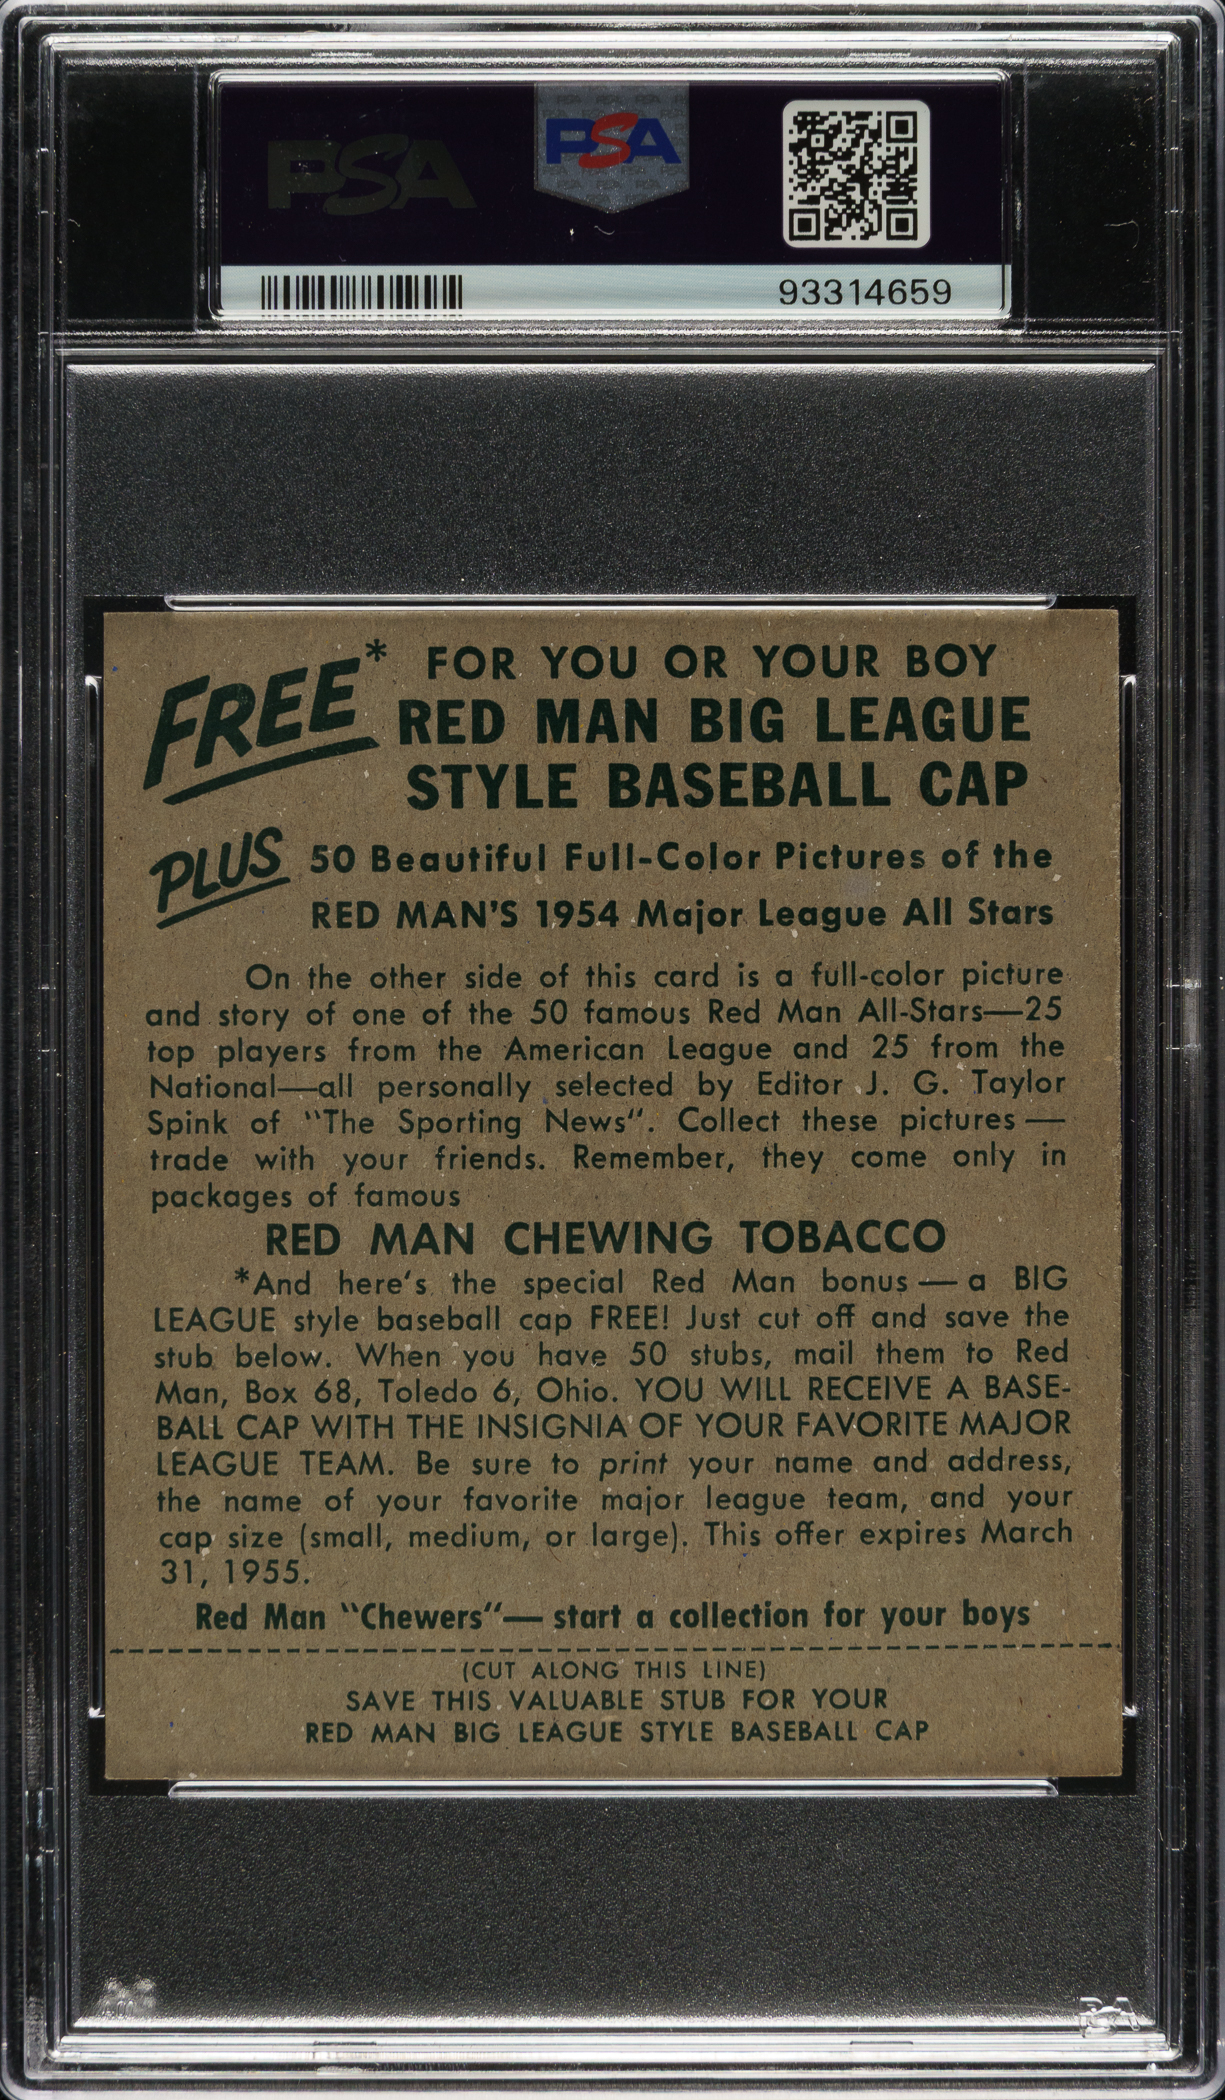 PSA
PSA
93314659
FREE* FOR YOU OR YOUR BOY
RED MAN BIG LEAGUE
STYLE BASEBALL CAP
PLUS 50 Beautiful Full-Color Pictures of the
RED MAN'S 1954 Major League All Stars
On the other side of this card is a full-color picture
and story of one of the 50 famous Red Man All-Stars—25
top players from the American League and 25 from the
National—all personally selected by Editor J. G. Taylor
Spink of "The Sporting News". Collect these pictures —
trade with your friends. Remember, they come only in
packages of famous
RED MAN CHEWING TOBACCO
*And here's the special Red Man bonus — a BIG
LEAGUE style baseball cap FREE! Just cut off and save the
stub below. When you have 50 stubs, mail them to Red
Man, Box 68, Toledo 6, Ohio. YOU WILL RECEIVE A BASE-
BALL CAP WITH THE INSIGNIA OF YOUR FAVORITE MAJOR
LEAGUE TEAM. Be sure to print your name and address,
the name of your favorite major league team, and your
cap size (small, medium, or large). This offer expires March
31, 1955.
Red Man "Chewers"— start a collection for your boys
(CUT ALONG THIS LINE)
SAVE THIS VALUABLE STUB FOR YOUR
RED MAN BIG LEAGUE STYLE BASEBALL CAP